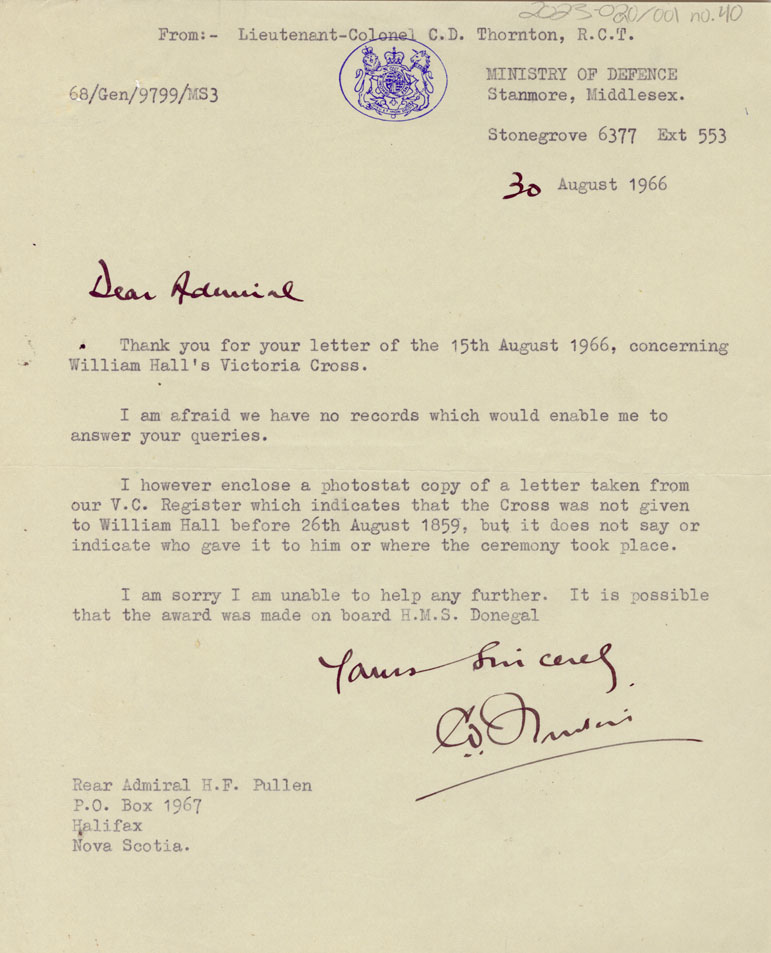 2023-020/001 no.40
From:- Lieutenant-Colonel C.D. Thornton, R.C.T.
MINISTRY OF DEFENCE
68/Gen/9799/MS3
Stanmore, Middlesex.
Stonegrove 6377 Ext 553
30 August 1966
Dear Admiral
Thank you for your letter of the 15th August 1966, concerning
William Hall's Victoria Cross.
I am afraid we have no records which would enable me to
answer your queries.
I however enclose a photostat copy of a letter taken from
our V.C. Register which indicates that the Cross was not given
to William Hall before 26th August 1859, but it does not say or
indicate who gave it to him or where the ceremony took place.
I am sorry I am unable to help any further. It is possible
that the award was made on board H.M.S. Donegal
Yours Sincerely
Rear Admiral H.F. Pullen
P.O. Box 1967
Halifax
Nova Scotia.